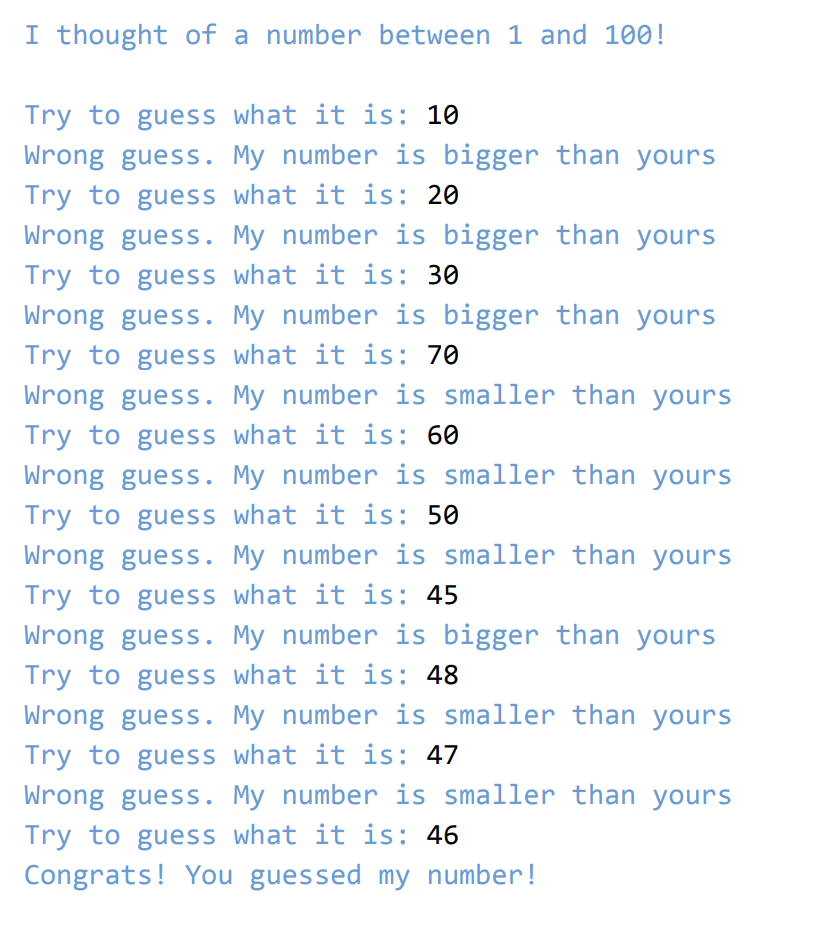 I thought of a number between 1 and 100!
Try to guess what it is: 10
Wrong guess. My number is bigger than yours
Try to guess what it is: 20
Wrong guess. My number is bigger than yours
Try to guess what it is: 30
Wrong guess. My number is bigger than yours
Try to guess what it is: 70
Wrong guess. My number is smaller than yours
Try to guess what it is: 60
Wrong guess. My number is smaller than yours
Try to guess what it is: 50
Wrong guess. My number is smaller than yours
Try to guess what it is: 45
Wrong guess. My number is bigger than yours
Try to guess what it is: 48
Wrong guess. My number is smaller than yours
Try to guess what it is: 47
Wrong guess. My number is smaller than yours
Try to guess what it is: 46
Congrats! You guessed my number!